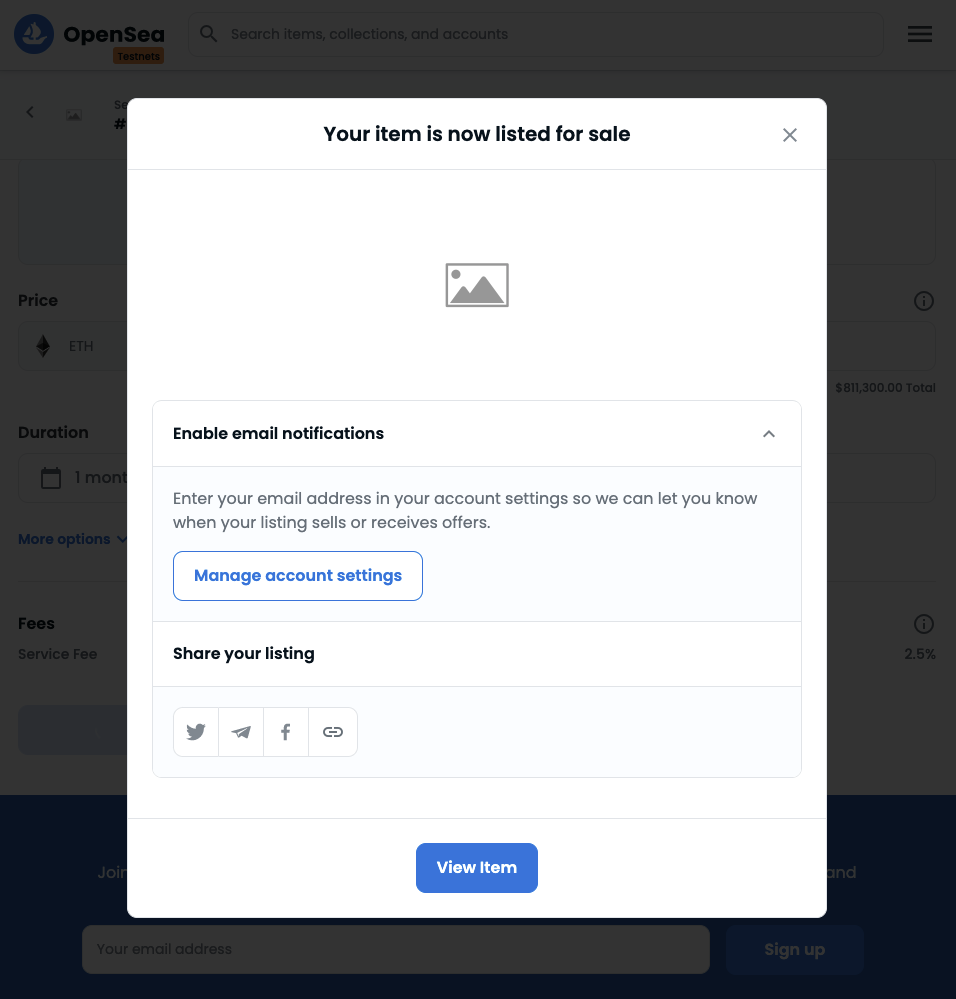 OpenSea
Testnets
Search items, collections, and accounts
Se
#
Your item is now listed for sale
Price
ETH
$811,300.00 Total
Enable email notifications
Duration
1 mont
Enter your email address in your account settings so we can let you know
when your listing sells or receives offers.
More options
Manage account settings
Fees
Service Fee
2.5%
Share your listing
View Item
Join
and
Your email address
Sign up